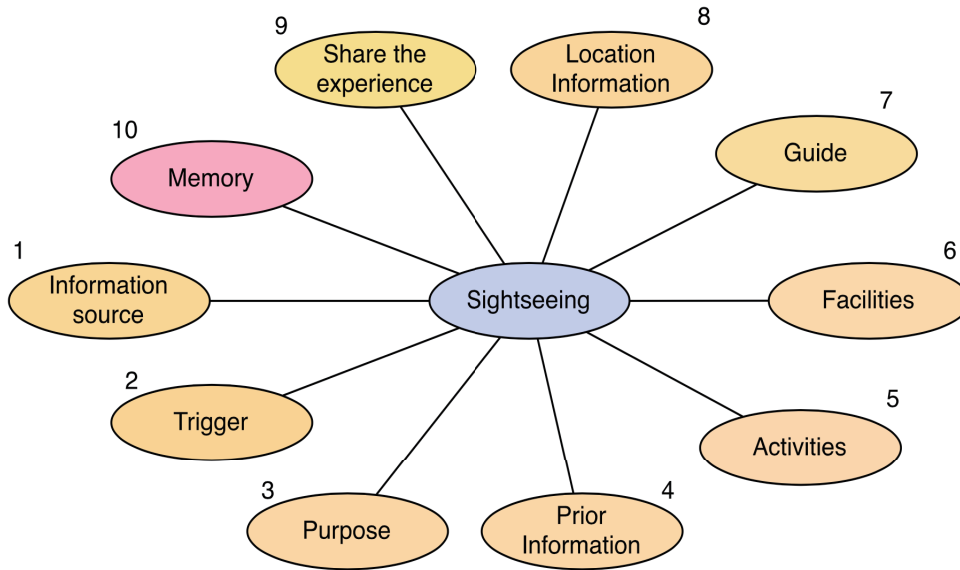 9
Share the
experience
8
Location
Information
7
Guide
10
Memory
1
Information
source
Sightseeing
6
Facilities
2
Trigger
5
Activities
3
Purpose
4
Prior
Information